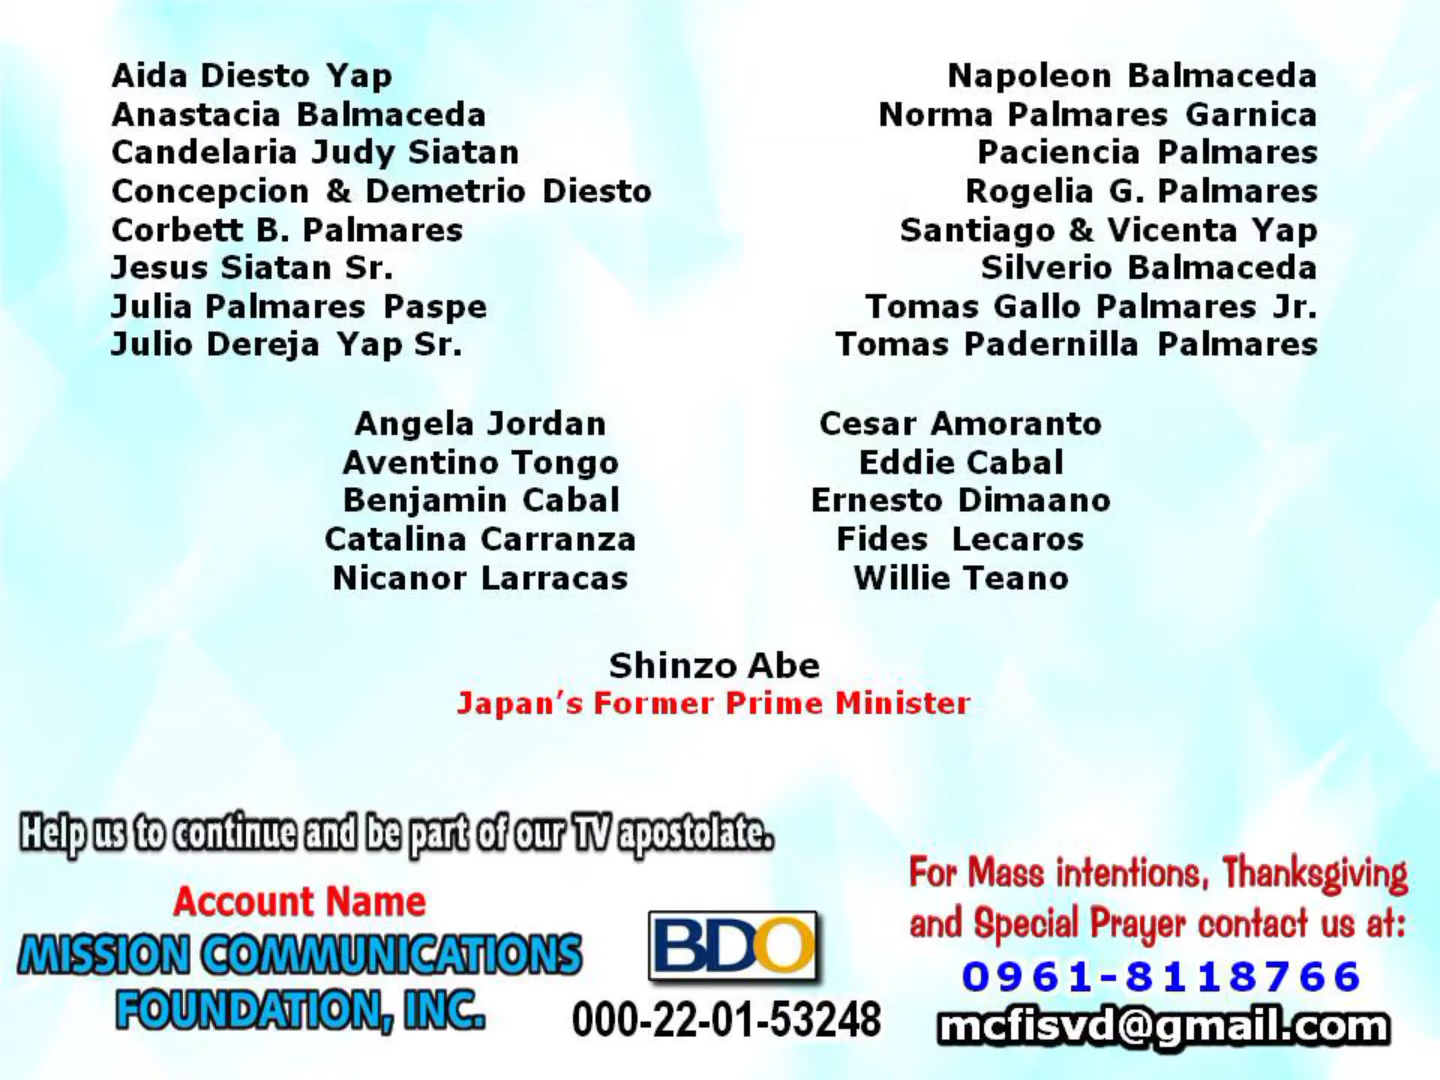 Aida Diesto Yap
Anastacia Balmaceda
Candelaria Judy Siatan
Concepcion & Demetrio Diesto
Corbett B. Palmares
Jesus Siatan Sr.
Julia Palmares Paspe
Julio Dereja Yap Sr.
Napoleon Balmaceda
Norma Palmares Garnica
Paciencia Palmares
Rogelia G. Palmares
Santiago & Vicenta Yap
Silverio Balmaceda
Tomas Gallo Palmares Jr.
Tomas Padernilla Palmares
Angela Jordan
Aventino Tongo
Benjamin Cabal
Catalina Carranza
Nicanor Larracas
Cesar Amoranto
Eddie Cabal
Ernesto Dimaano
Fides Lecaros
Willie Teano
Shinzo Abe
Japan's Former Prime Minister
Help us to continue and be part of our TV apostolate.
Account Name
MISSION COMMUNICATIONS
FOUNDATION, INC.
BDO
000-22-01-53248
For Mass intentions, Thanksgiving
and Special Prayer contact us at:
0961-8118766
mcfisvd@gmail.com